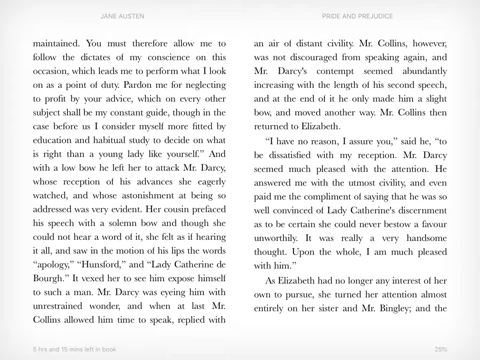 JANE AUSTEN
maintained. You must therefore allow me to
follow the dictates of my conscience on this
occasion, which leads me to perform what I look
on as a point of duty. Pardon me for neglecting
to profit by your advice, which on every other
subject shall be my constant guide, though in the
case before us I consider myself more fitted by
education and habitual study to decide on what
is right than a young lady like yourself.” And
with a low bow he left her to attack Mr. Darcy,
whose reception of his advances she eagerly
watched, and whose astonishment at being so
addressed was very evident. Her cousin prefaced
his speech with a solemn bow and though she
could not hear a word of it, she felt as if hearing
it all, and saw in the motion of his lips the words
“apology,” “Hunsford,” and “Lady Catherine de
Bourgh.” It vexed her to see him expose himself
to such a man. Mr. Darcy was eyeing him with
unrestrained wonder, and when at last Mr.
Collins allowed him time to speak, replied with
5 hrs and 15 mins left in book
PRIDE AND PREJUDICE
an air of distant civility. Mr. Collins, however,
was not discouraged from speaking again, and
Mr. Darcy's contempt seemed abundantly
increasing with the length of his second speech,
and at the end of it he only made him a slight
bow, and moved another way. Mr. Collins then
returned to Elizabeth.
“I have no reason, I assure you,” said he, “to
be dissatisfied with my reception. Mr. Darcy
seemed much pleased with the attention. He
answered me with the utmost civility, and even
paid me the compliment of saying that he was so
well convinced of Lady Catherine's discernment
as to be certain she could never bestow a favour
unworthily. It was really a very handsome
thought. Upon the whole, I am much pleased
with him.”
As Elizabeth had no longer any interest of her
own to pursue, she turned her attention almost
entirely on her sister and Mr. Bingley; and the
25%